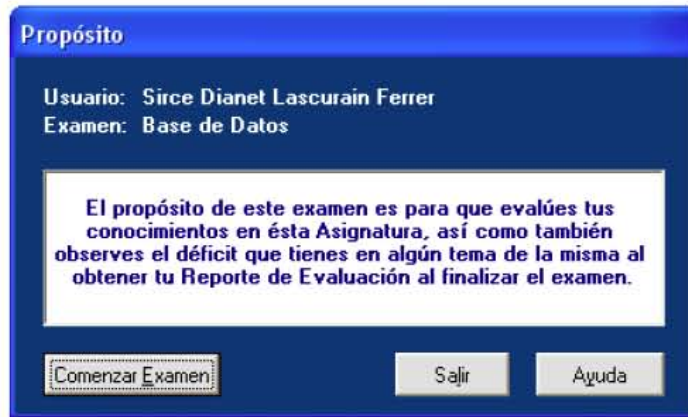 Propósito
Usuario: Sirce Dianet Lascurain Ferrer
Examen: Base de Datos
El propósito de este examen es para que evalúes tus
conocimientos en ésta Asignatura, así como también
observes el déficit que tienes en algún tema de la misma al
obtener tu Reporte de Evaluación al finalizar el examen.
Comenzar Examen Salir Ayuda